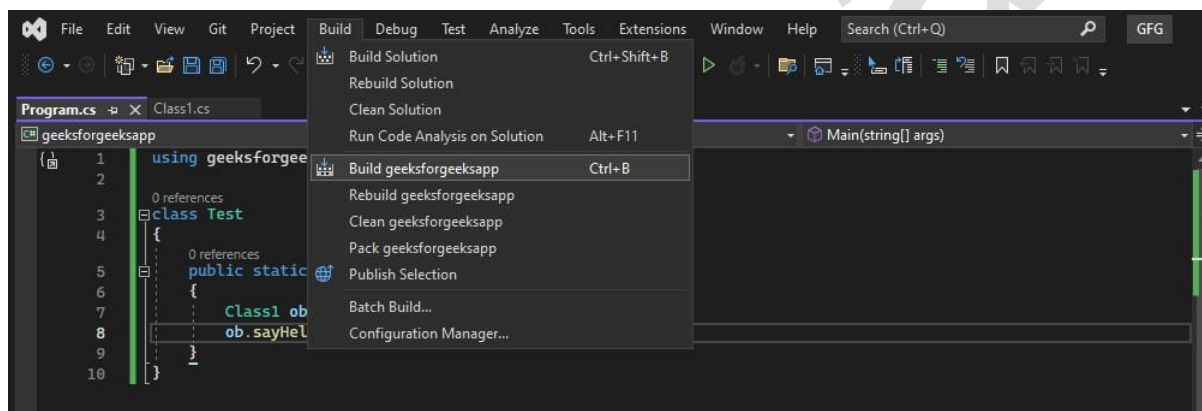 File Edit View Git Project Build Debug Test Analyze Tools Extensions Window Help Search (Ctrl+Q) GFG
Build Solution Ctrl+Shift+B
Rebuild Solution
Clean Solution
Run Code Analysis on Solution Alt+F11
Build geeksforgeeksapp Ctrl+B
Rebuild geeksforgeeksapp
Clean geeksforgeeksapp
Pack geeksforgeeksapp
Publish Selection
Batch Build...
Configuration Manager...
Program.cs Class1.cs
C# geeksforgeeksapp Main(string[] args)
1 using geeksforgee
2
0 references
3 class Test
4 {
0 references
5 public static
6 {
7 Class1 ob
8 ob.sayHel
9 }
10 }